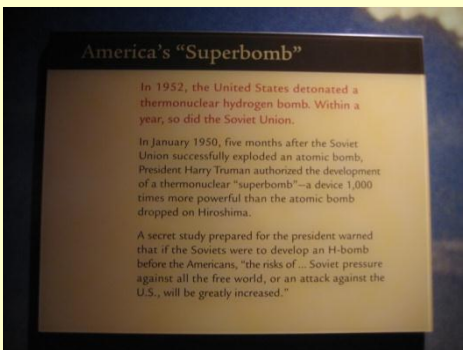 America's "Superbomb"
In 1952, the United States detonated a
thermonuclear hydrogen bomb. Within a
year, so did the Soviet Union.
In January 1950, five months after the Soviet
Union successfully exploded an atomic bomb,
President Harry Truman authorized the development
of a thermonuclear "superbomb"—a device 1,000
times more powerful than the atomic bomb
dropped on Hiroshima.
A secret study prepared for the president warned
that if the Soviets were to develop an H-bomb
before the Americans, "the risks of ... Soviet pressure
against all the free world, or an attack against the
U.S., will be greatly increased."